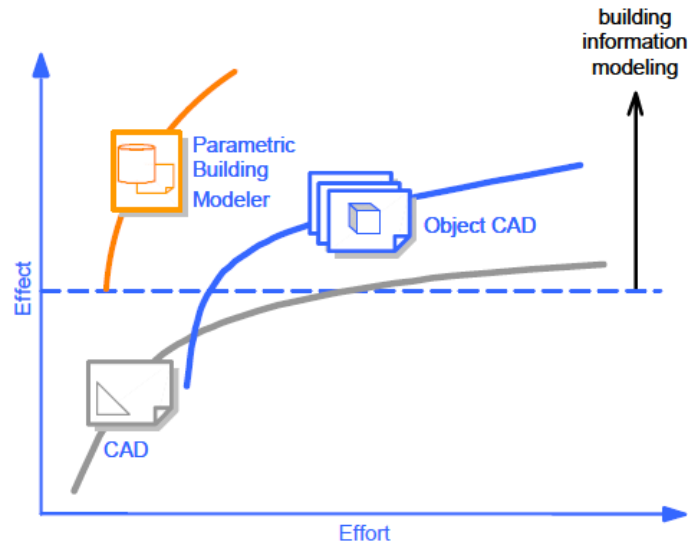 building
information
modeling
Parametric
Building
Modeler
Object CAD
Effect
CAD
Effort